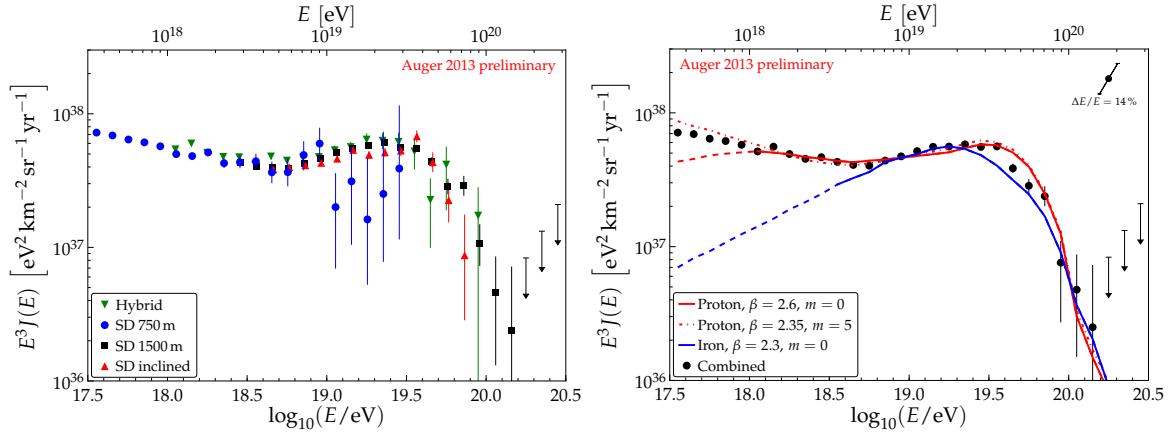 E [eV]
10^18 10^19 10^20
Auger 2013 preliminary
E^3 J(E) [eV^2 km^−2 sr^−1 yr^−1]
10^38
10^37
10^36
Hybrid
SD 750 m
SD 1500 m
SD inclined
17.5 18.0 18.5 19.0 19.5 20.0 20.5
log_10(E/eV)
E [eV]
10^18 10^19 10^20
Auger 2013 preliminary
ΔE/E = 14 %
E^3 J(E) [eV^2 km^−2 sr^−1 yr^−1]
10^38
10^37
10^36
Proton, β = 2.6, m = 0
Proton, β = 2.35, m = 5
Iron, β = 2.3, m = 0
Combined
17.5 18.0 18.5 19.0 19.5 20.0 20.5
log_10(E/eV)